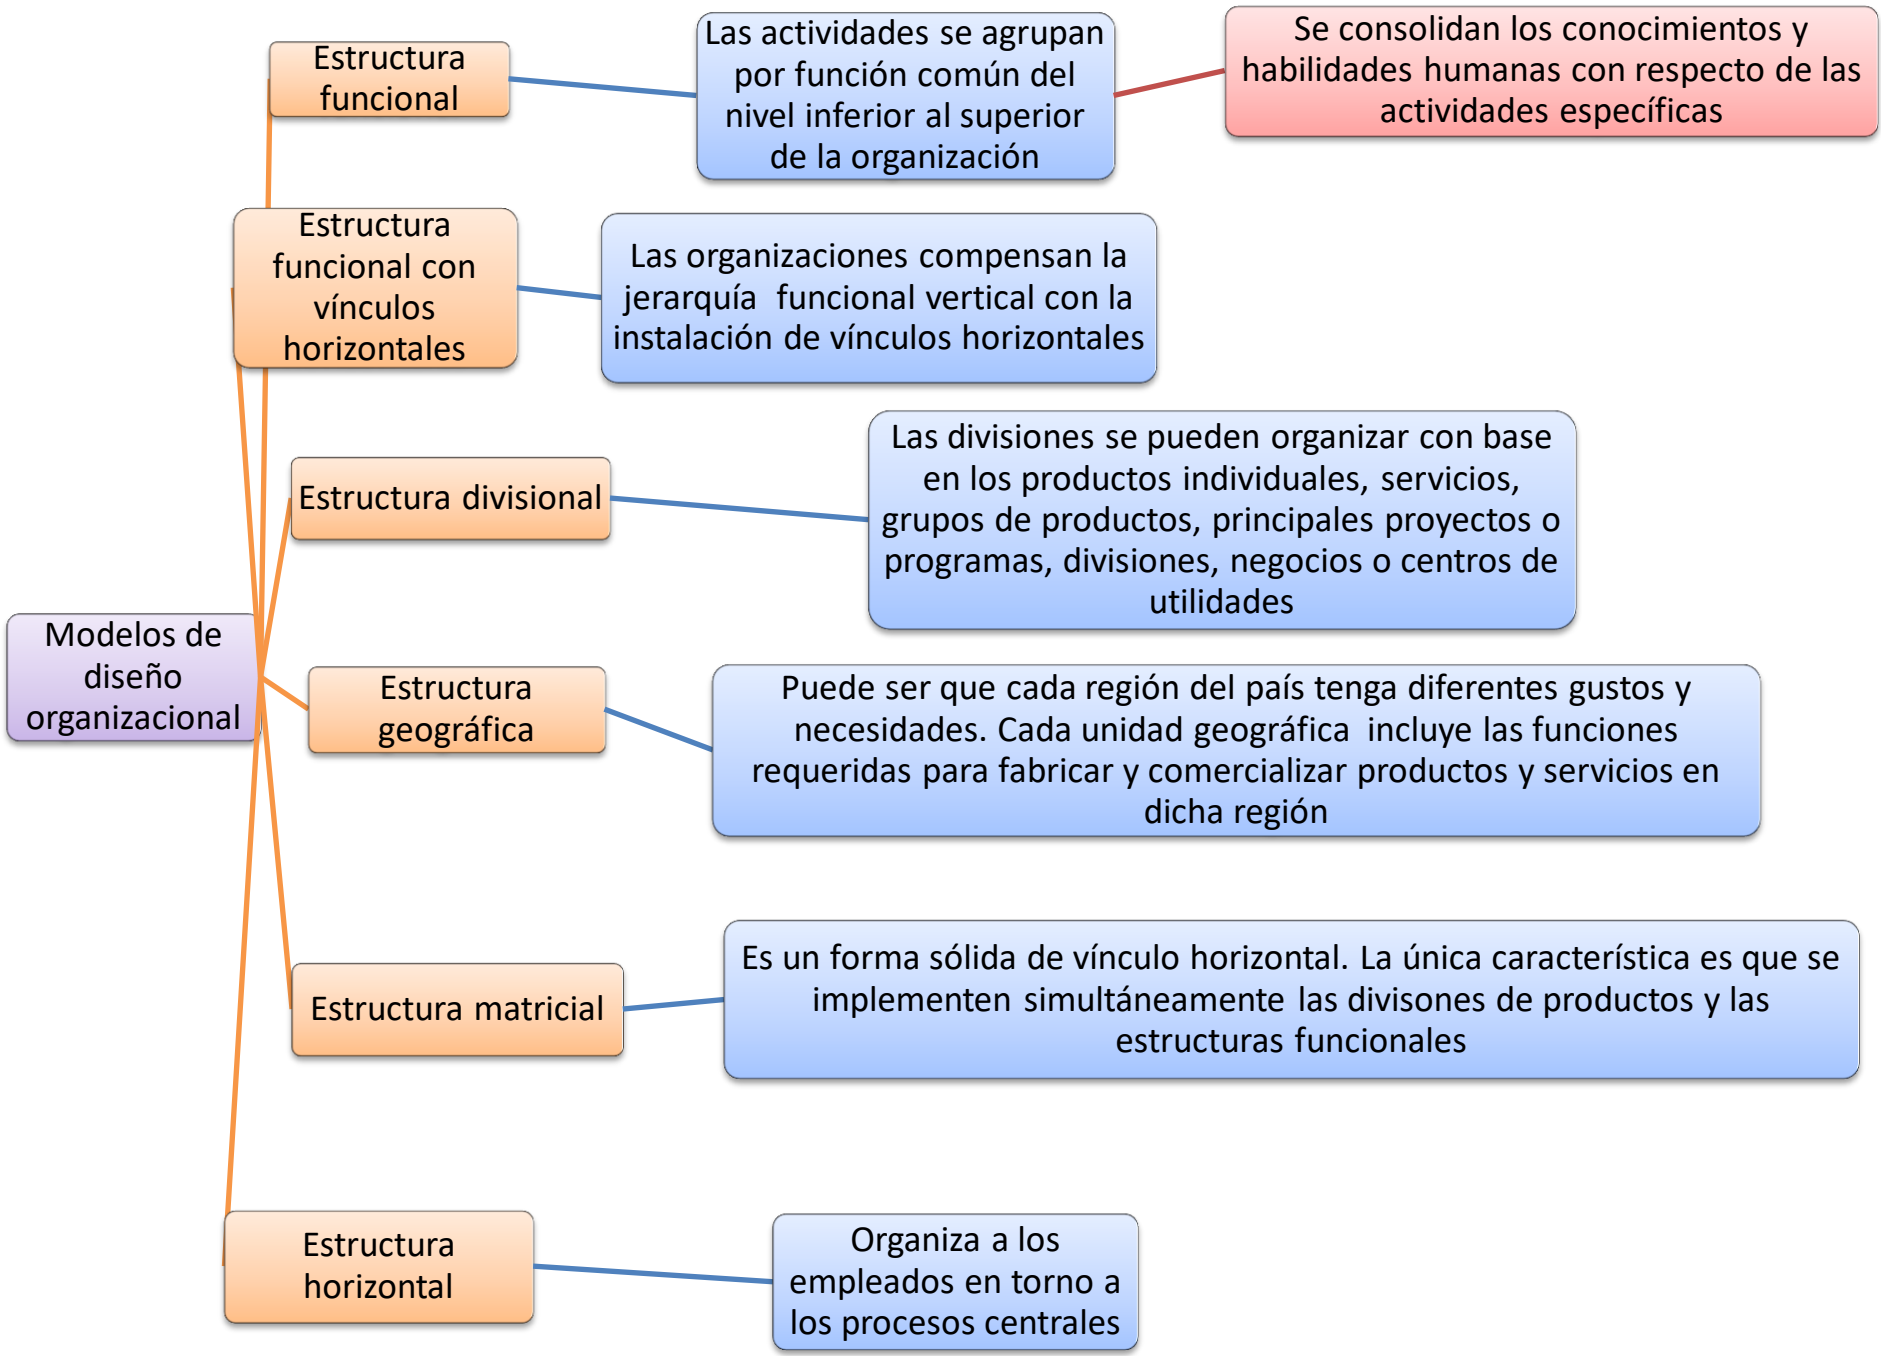 Estructura
funcional
Las actividades se agrupan
por función común del
nivel inferior al superior
de la organización
Se consolidan los conocimientos y
habilidades humanas con respecto de las
actividades específicas
Estructura
funcional con
vínculos
horizontales
Las organizaciones compensan la
jerarquía funcional vertical con la
instalación de vínculos horizontales
Estructura divisional
Las divisiones se pueden organizar con base
en los productos individuales, servicios,
grupos de productos, principales proyectos o
programas, divisiones, negocios o centros de
utilidades
Modelos de
diseño
organizacional
Estructura
geográfica
Puede ser que cada región del país tenga diferentes gustos y
necesidades. Cada unidad geográfica incluye las funciones
requeridas para fabricar y comercializar productos y servicios en
dicha región
Estructura matricial
Es un forma sólida de vínculo horizontal. La única característica es que se
implementen simultáneamente las divisones de productos y las
estructuras funcionales
Estructura
horizontal
Organiza a los
empleados en torno a
los procesos centrales